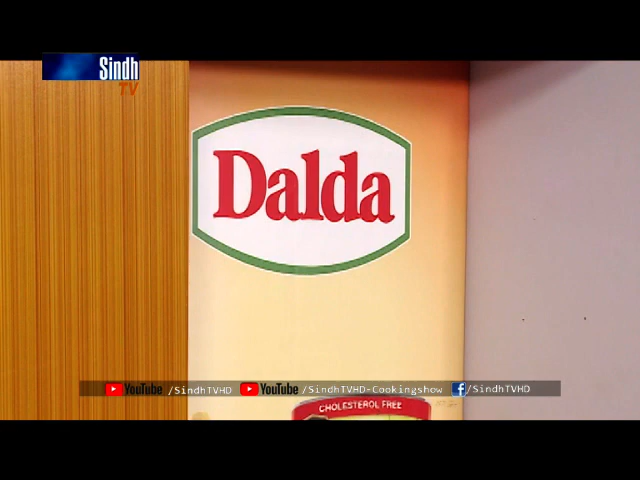 Sindh
TV
Dalda
YouTube /SindhTVHD YouTube /SindhTVHD-Cookingshow /SindhTVHD
CHOLESTEROL FREE